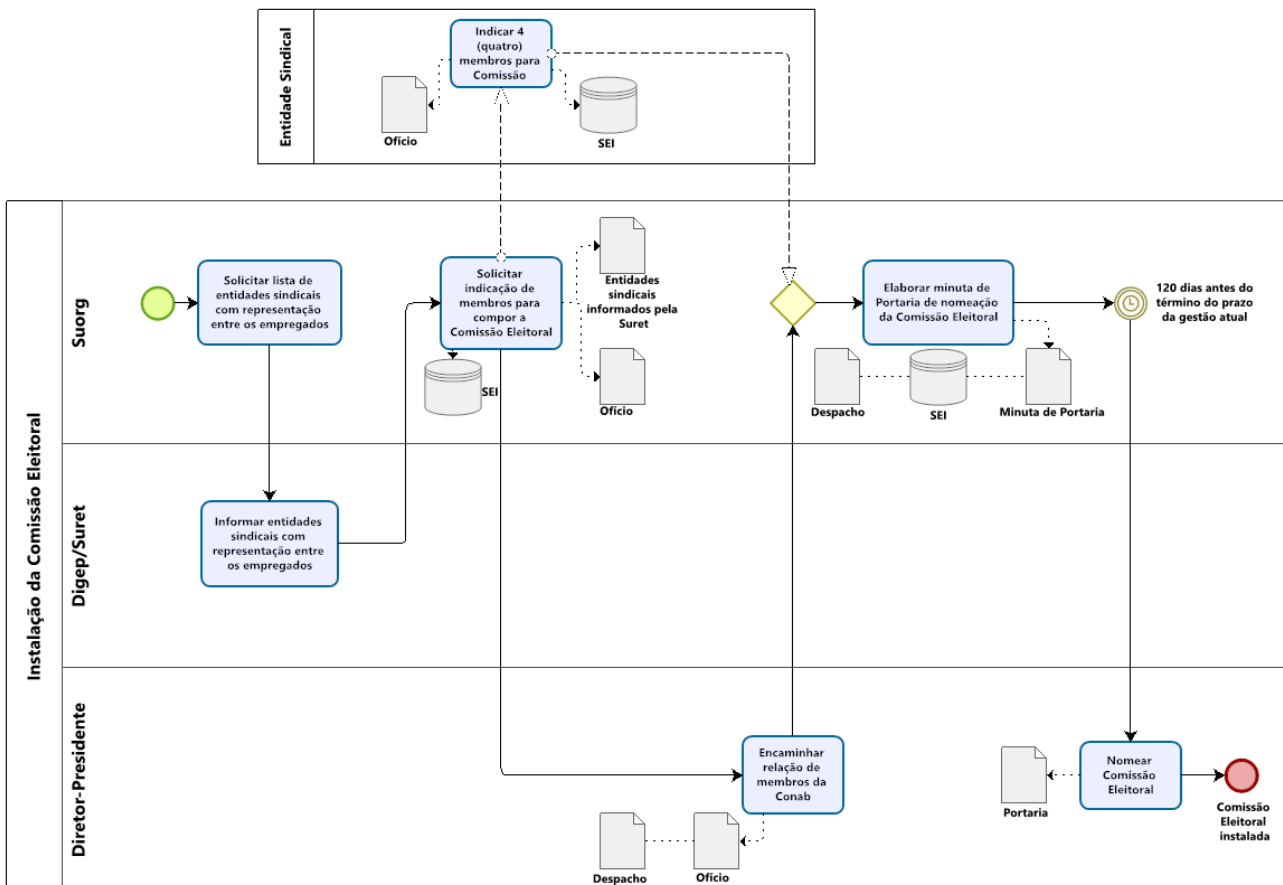 Entidade Sindical
Indicar 4
(quatro)
membros para
Comissão
Ofício
SEI
Instalação da Comissão Eleitoral
Suorg
Solicitar lista de
entidades sindicais
com representação
entre os empregados
Solicitar
indicação de
membros para
compor a
Comissão Eleitoral
SEI
Entidades
sindicais
informados pela
Suret
Ofício
Elaborar minuta de
Portaria de nomeação
da Comissão Eleitoral
Despacho
SEI
Minuta de Portaria
120 dias antes do
término do prazo
da gestão atual
Digep/Suret
Informar entidades
sindicais com
representação entre
os empregados
Diretor-Presidente
Encaminhar
relação de
membros da
Conab
Despacho
Ofício
Nomear
Comissão
Eleitoral
Portaria
Comissão
Eleitoral
instalada